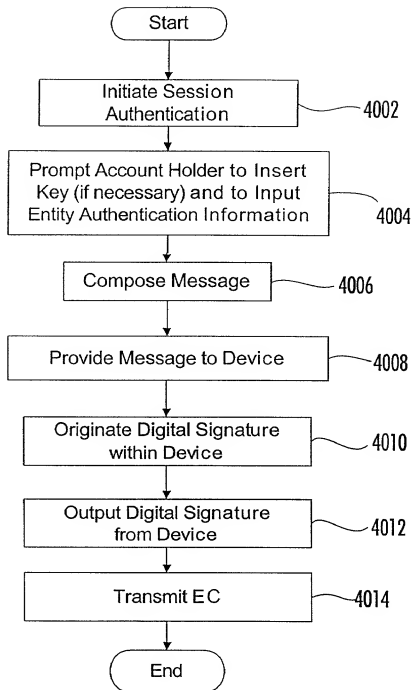 Start
Initiate Session
Authentication
4002
Prompt Account Holder to Insert
Key (if necessary) and to Input
Entity Authentication Information
4004
Compose Message
4006
Provide Message to Device
4008
Originate Digital Signature
within Device
4010
Output Digital Signature
from Device
4012
Transmit EC
4014
End